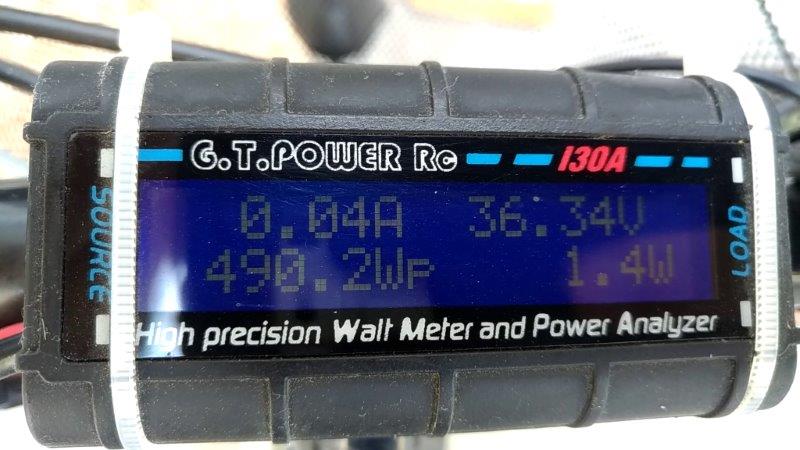 G.T.POWER RC 130A
SOURCE
0.04A 36.34V
490.2Wp 1.4W
LOAD
High precision Watt Meter and Power Analyzer